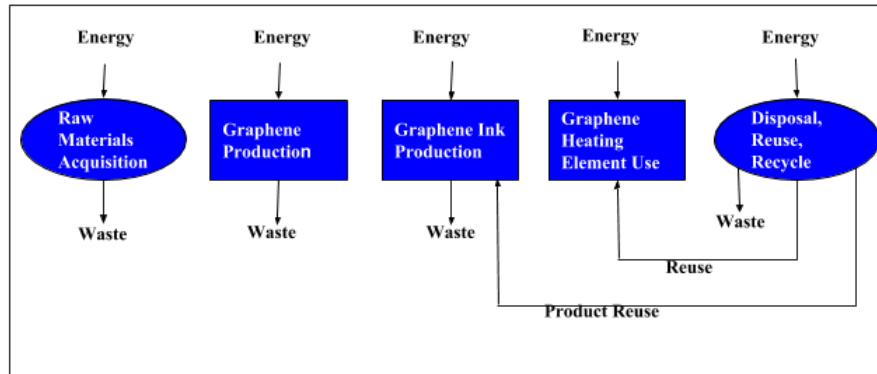 Energy
Energy
Energy
Energy
Energy
Raw
Materials
Acquisition
Graphene
Production
Graphene Ink
Production
Graphene
Heating
Element Use
Disposal,
Reuse,
Recycle
Waste
Waste
Waste
Waste
Reuse
Product Reuse